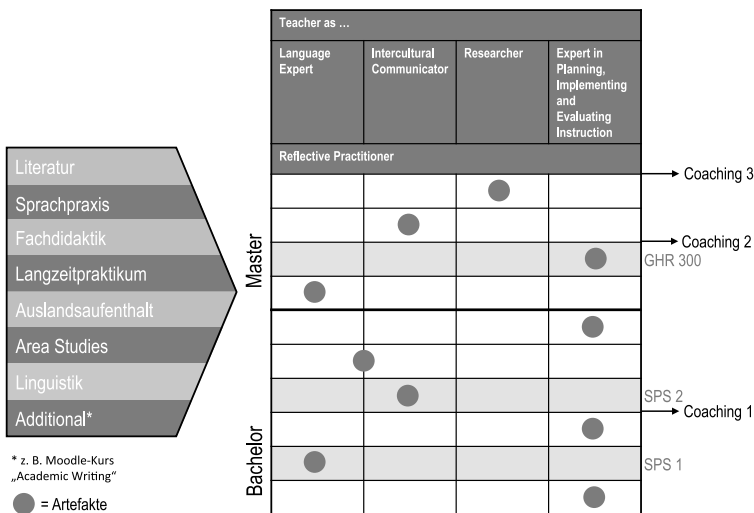 Teacher as ...
Language
Expert
Intercultural
Communicator
Researcher
Expert in
Planning,
Implementing
and
Evaluating
Instruction
Reflective Practitioner
Literatur
Sprachpraxis
Fachdidaktik
Langzeitpraktikum
Auslandsaufenthalt
Area Studies
Linguistik
Additional*
* z. B. Moodle-Kurs
„Academic Writing“
= Artefakte
Master
Bachelor
Coaching 3
Coaching 2
GHR 300
SPS 2
Coaching 1
SPS 1